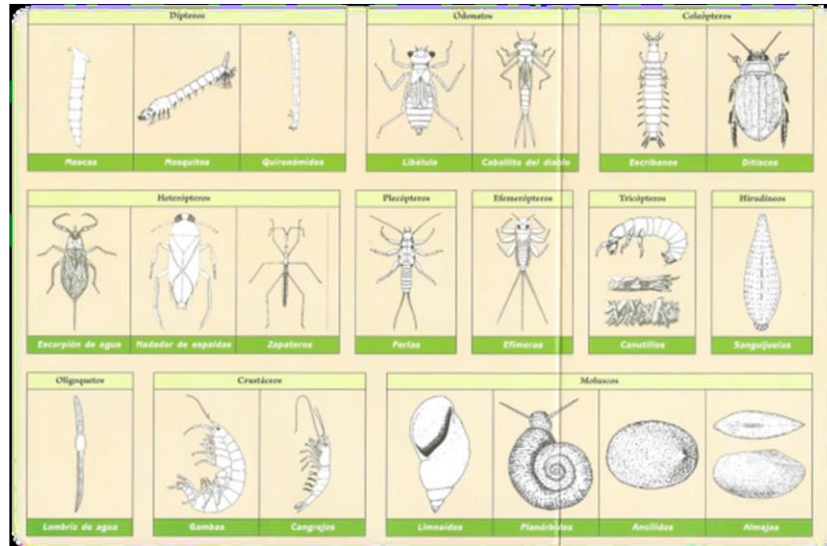 Dípteros
Odonatos
Coleópteros
Moscas
Mosquitos
Quironómidos
Libélula
Caballito del diablo
Escribanos
Ditiscos
Heterópteros
Plecópteros
Efemerópteros
Tricópteros
Hirudíneos
Escorpión de agua
Nadador de espaldas
Zapateros
Perlas
Efímeras
Canutillos
Sanguijuelas
Oligoquetos
Crustáceos
Moluscos
Lombriz de agua
Gambas
Cangrejos
Limneidos
Planórbidos
Ancílidos
Almejas